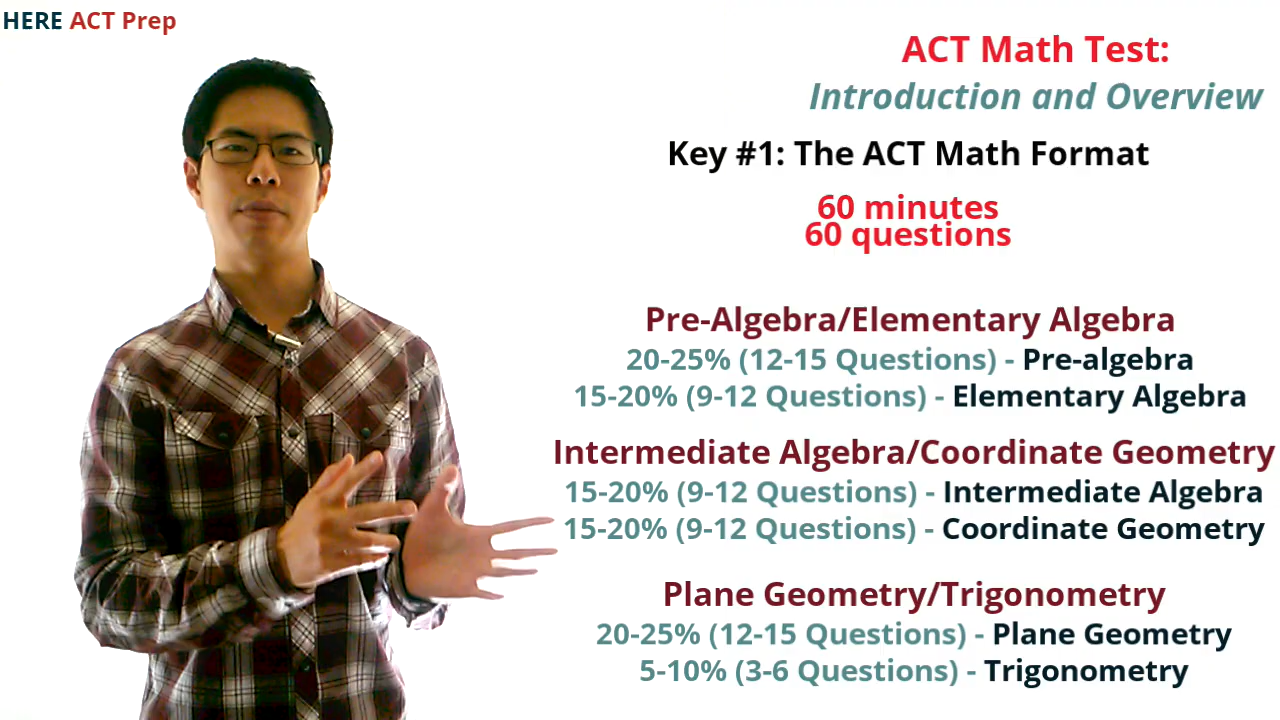 HERE ACT Prep
ACT Math Test:
Introduction and Overview
Key #1: The ACT Math Format
60 minutes
60 questions
Pre-Algebra/Elementary Algebra
20-25% (12-15 Questions) - Pre-algebra
15-20% (9-12 Questions) - Elementary Algebra
Intermediate Algebra/Coordinate Geometry
15-20% (9-12 Questions) - Intermediate Algebra
15-20% (9-12 Questions) - Coordinate Geometry
Plane Geometry/Trigonometry
20-25% (12-15 Questions) - Plane Geometry
5-10% (3-6 Questions) - Trigonometry